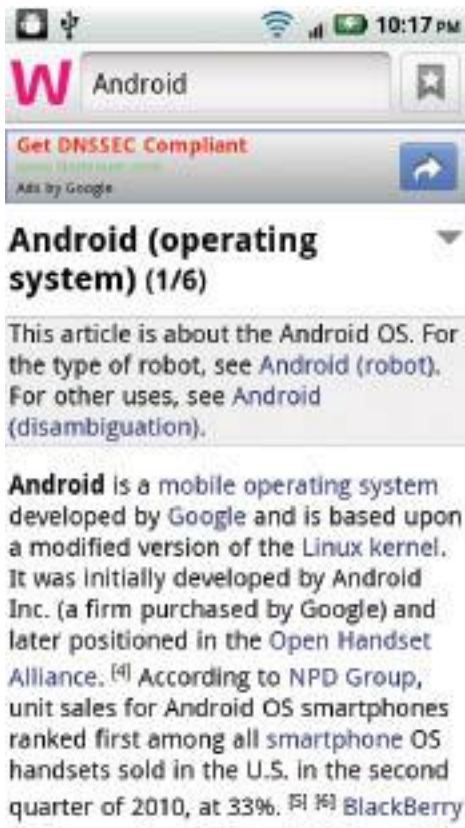 10:17 PM
W Android
Get DNSSEC Compliant
Ads by Google
Android (operating
system) (1/6)
This article is about the Android OS. For
the type of robot, see Android (robot).
For other uses, see Android
(disambiguation).
Android is a mobile operating system
developed by Google and is based upon
a modified version of the Linux kernel.
It was initially developed by Android
Inc. (a firm purchased by Google) and
later positioned in the Open Handset
Alliance. [4] According to NPD Group,
unit sales for Android OS smartphones
ranked first among all smartphone OS
handsets sold in the U.S. in the second
quarter of 2010, at 33%. [5] [6] BlackBerry